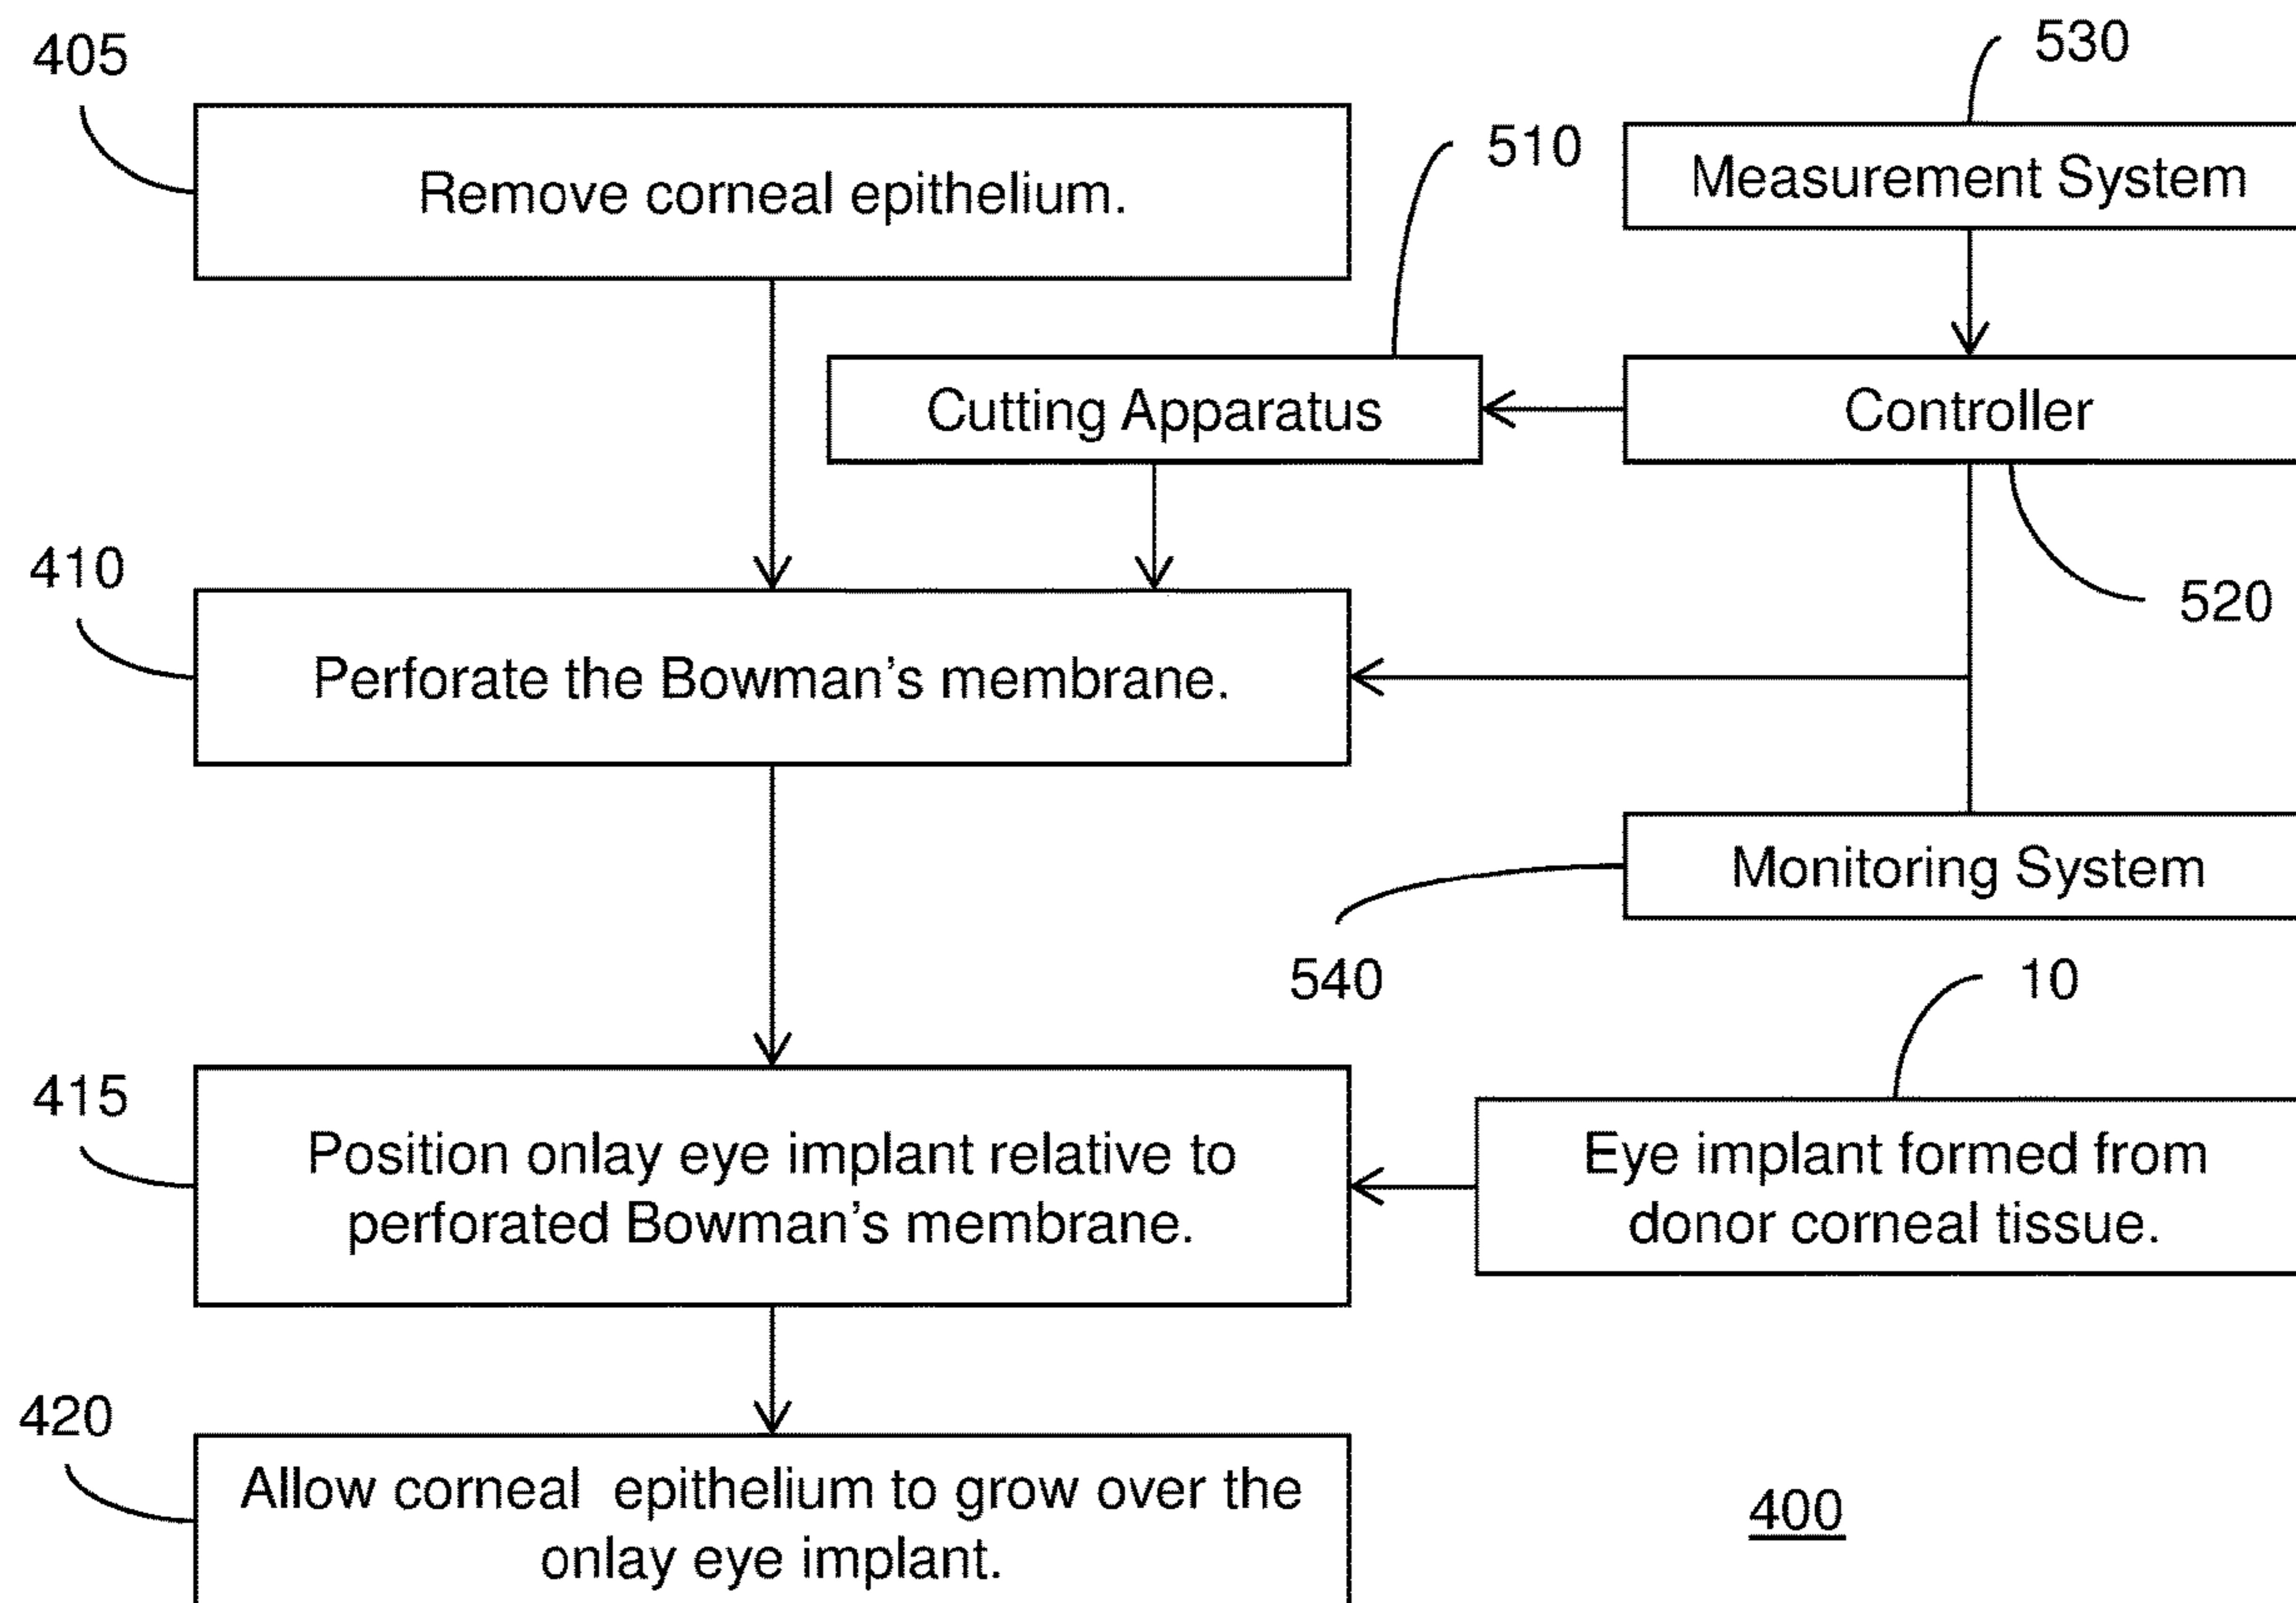 405
530
510
Remove corneal epithelium.
Measurement System
Cutting Apparatus
Controller
410
520
Perforate the Bowman’s membrane.
Monitoring System
540
10
415
Position onlay eye implant relative to
perforated Bowman’s membrane.
Eye implant formed from
donor corneal tissue.
420
Allow corneal  epithelium to grow over the
onlay eye implant.
400